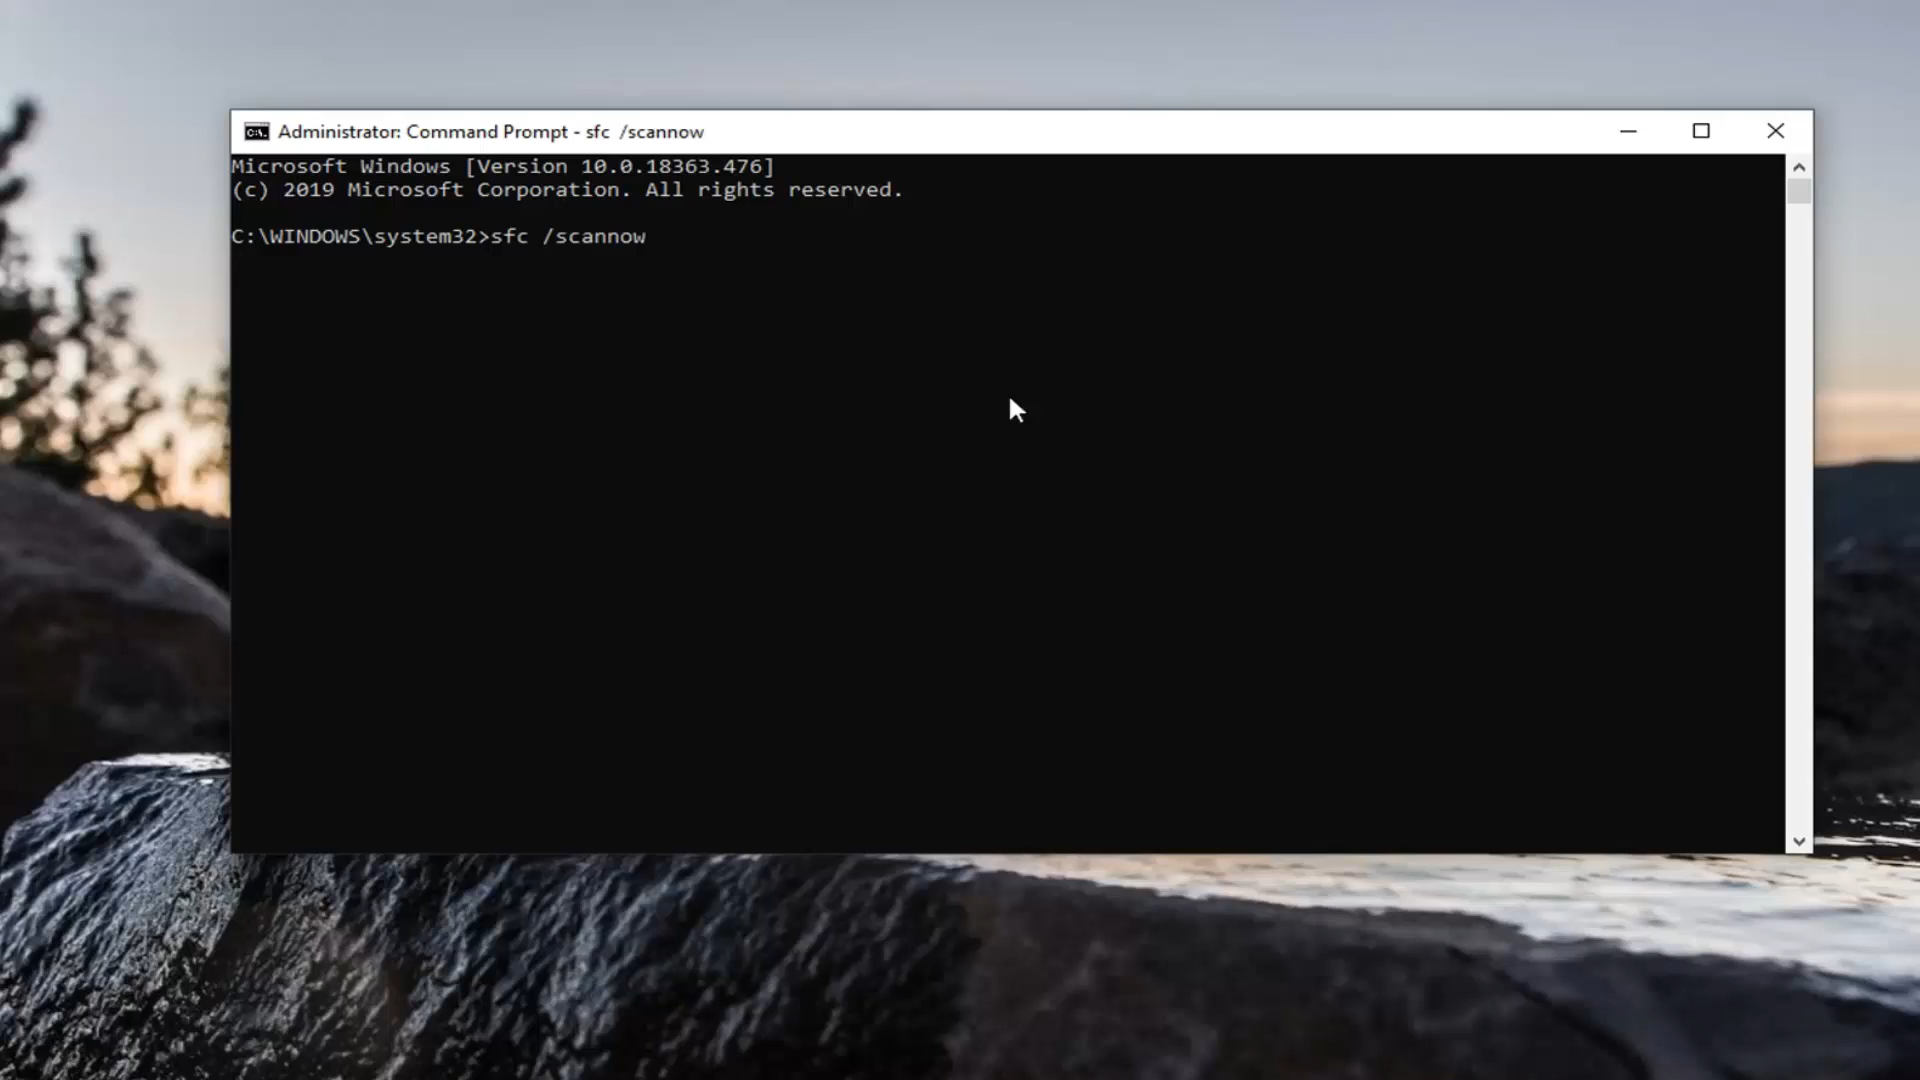 Administrator: Command Prompt - sfc  /scannow
Microsoft Windows [Version 10.0.18363.476]
(c) 2019 Microsoft Corporation. All rights reserved.
C:\WINDOWS\system32>sfc /scannow